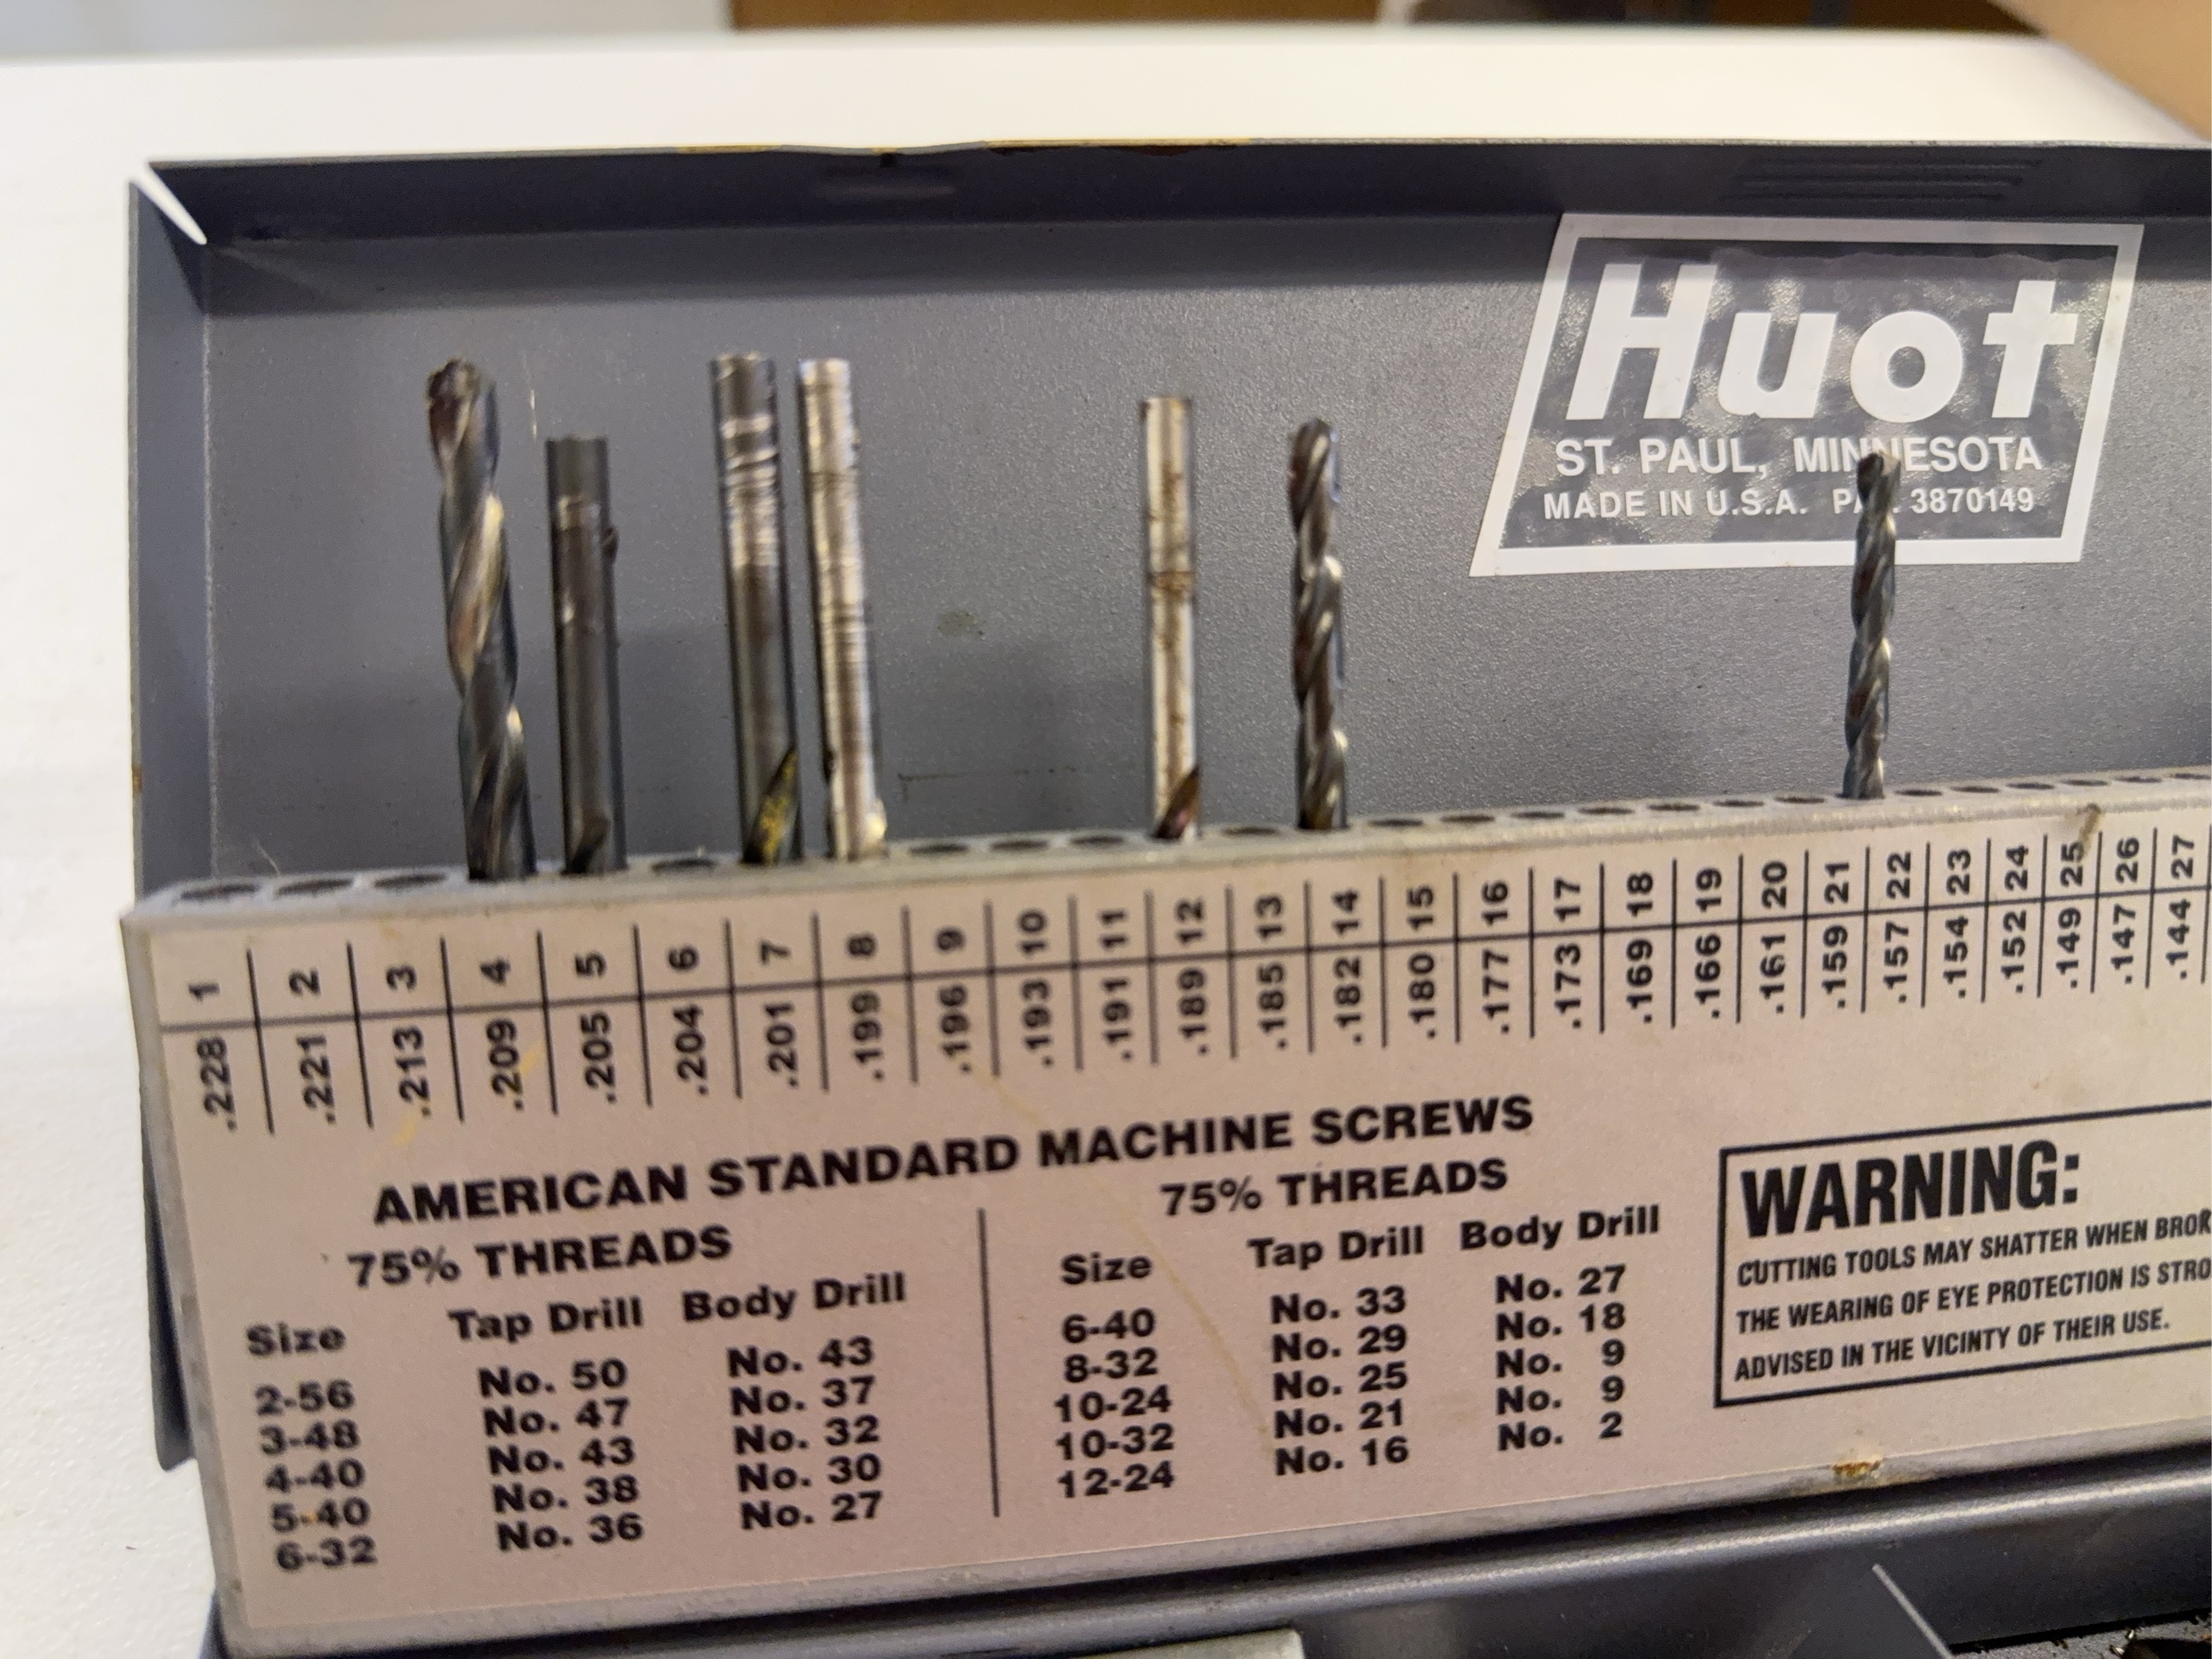 Huot
ST. PAUL, MINNESOTA
MADE IN U.S.A. 3870149
1 2 3 4 5 6 7 8 9 10 11 12 13 14 15 16 17 18 19 20 21 22 23 24 25 26 27
.228 .221 .213 .209 .205 .204 .201 .199 .196 .193 .191 .189 .185 .182 .180 .177 .173 .169 .166 .161 .159 .157 .154 .152 .149 .147 .144
AMERICAN STANDARD MACHINE SCREWS
75% THREADS
Size Tap Drill Body Drill
2-56 No. 50 No. 43
3-48 No. 47 No. 37
4-40 No. 43 No. 32
5-40 No. 38 No. 30
6-32 No. 36 No. 27
75% THREADS
Size Tap Drill Body Drill
6-40 No. 33 No. 27
8-32 No. 29 No. 18
10-24 No. 25 No. 9
10-32 No. 21 No. 9
12-24 No. 16 No. 2
WARNING:
CUTTING TOOLS MAY SHATTER WHEN BROK
THE WEARING OF EYE PROTECTION IS STRO
ADVISED IN THE VICINTY OF THEIR USE.